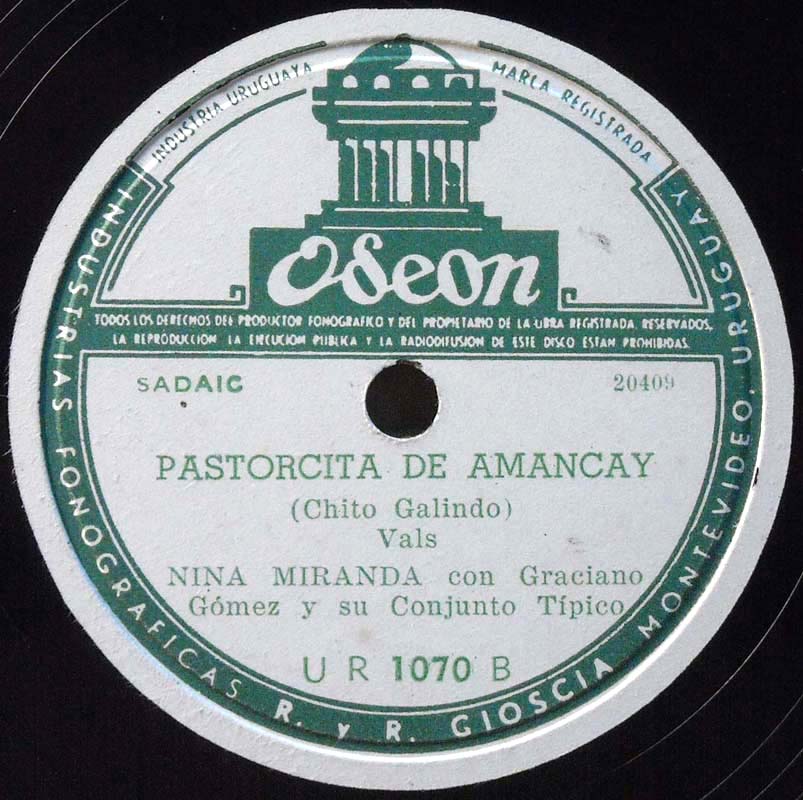 INDUSTRIA URUGUAYA
MARCA REGISTRADA
Odeon
TODOS LOS DERECHOS DEL PRODUCTOR FONOGRAFICO Y DEL PROPIETARIO DE LA OBRA REGISTRADA, RESERVADOS,
LA REPRODUCCION LA EJECUCION PUBLICA Y LA RADIODIFUSION DE ESTE DISCO ESTAN PROHIBIDAS.
SADAIC
20409
PASTORCITA DE AMANCAY
(Chito Galindo)
Vals
NINA MIRANDA con Graciano
Gómez y su Conjunto Típico
U R 1070 B
INDUSTRIAS FONOGRAFICAS R. y R. GIOSCIA MONTEVIDEO, URUGUAY